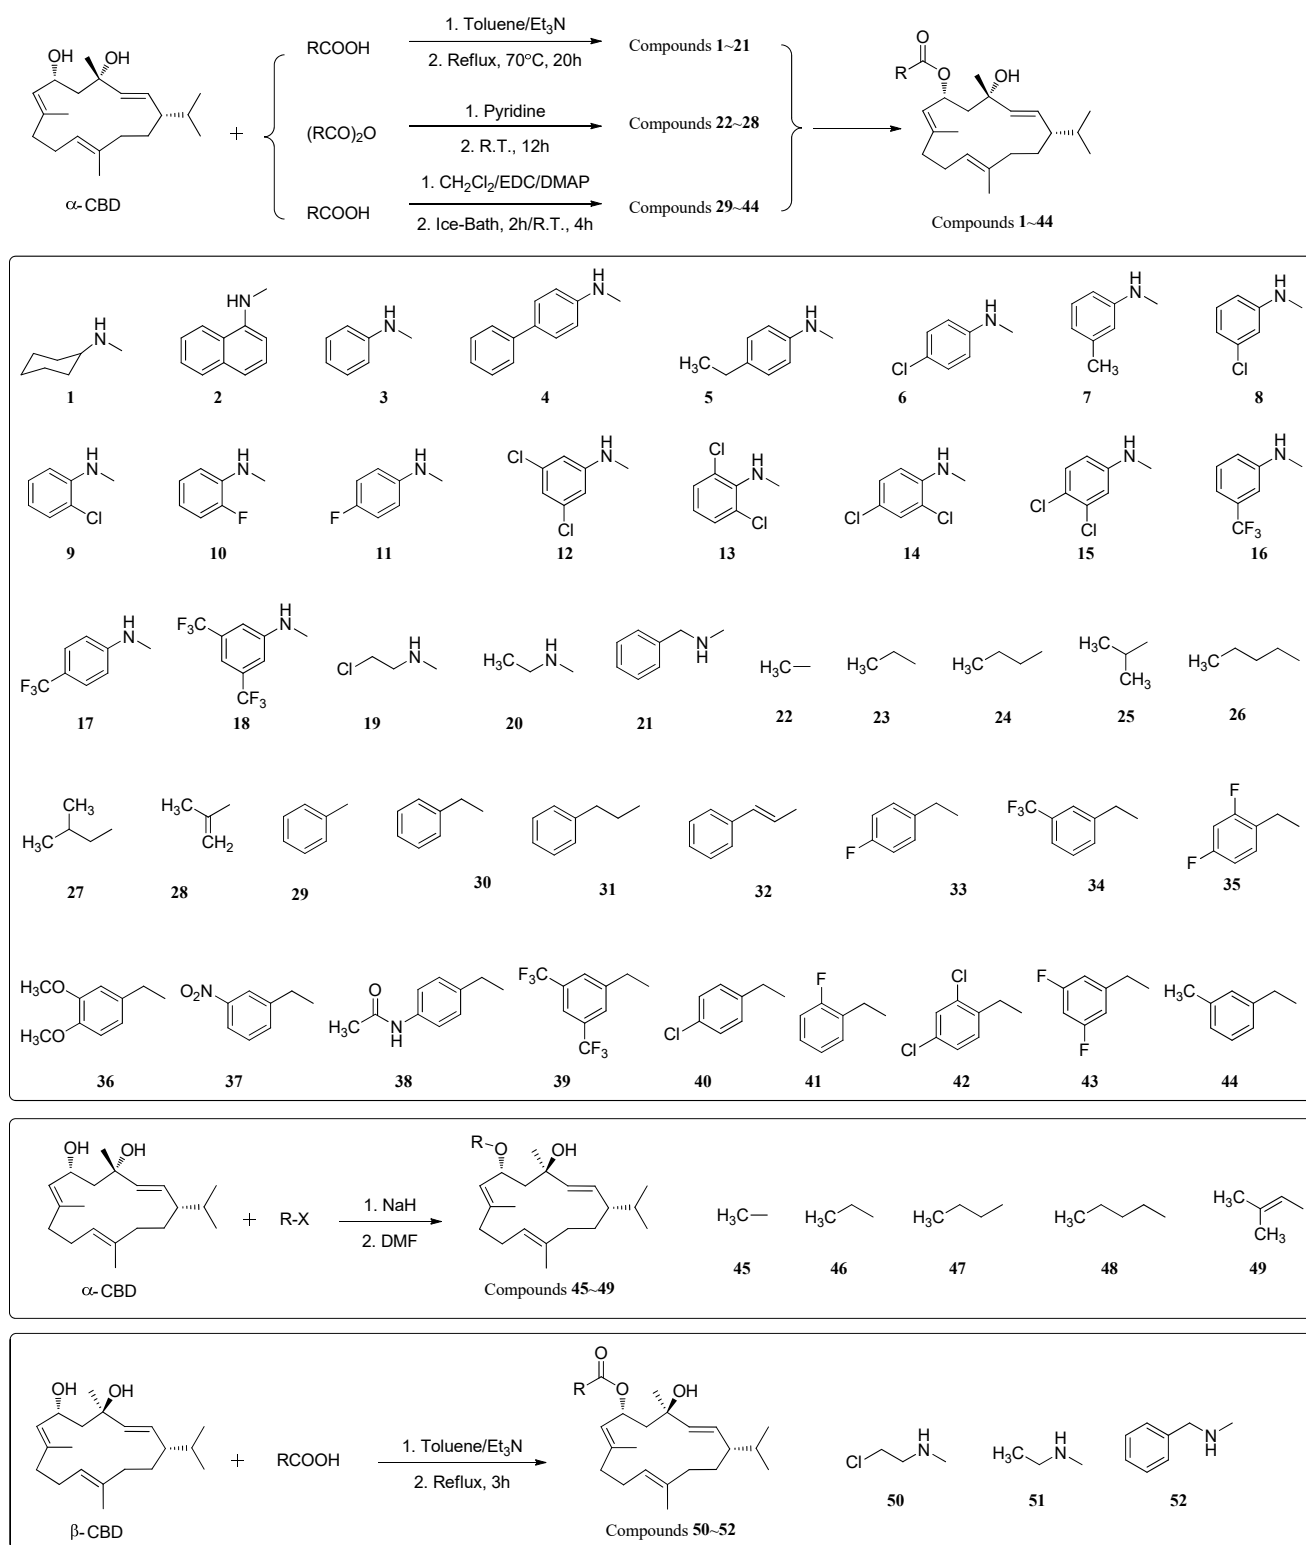 OH
OH
α-CBD
+
RCOOH
1. Toluene/Et3N
2. Reflux, 70°C, 20h
Compounds 1~21
(RCO)2O
1. Pyridine
2. R.T., 12h
Compounds 22~28
RCOOH
1. CH2Cl2/EDC/DMAP
2. Ice-Bath, 2h/R.T., 4h
Compounds 29~44
O
R
O
OH
Compounds 1~44
H
N
1
HN
2
H
N
3
H
N
4
H
N
H3C
5
H
N
Cl
6
H
N
CH3
7
H
N
Cl
8
H
N
Cl
9
H
N
F
10
H
N
F
11
H
N
Cl
Cl
12
Cl
H
N
Cl
13
H
N
Cl
Cl
14
H
N
Cl
Cl
15
H
N
CF3
16
H
N
F3C
17
F3C
H
N
CF3
18
Cl
H
N
19
H3C
H
N
20
N
H
21
H3C
22
H3C
23
H3C
24
H3C
CH3
25
H3C
26
CH3
H3C
27
H3C
CH2
28
29
30
31
32
F
33
F3C
34
F
F
35
H3CO
H3CO
36
O2N
37
O
CH3
N
H
38
F3C
CF3
39
Cl
40
F
41
Cl
Cl
42
F
F
43
H3C
44
OH
OH
α-CBD
+
R-X
1. NaH
2. DMF
R
O
OH
Compounds 45~49
H3C
45
H3C
46
H3C
47
H3C
48
H3C
CH3
49
OH
OH
β-CBD
+
RCOOH
1. Toluene/Et3N
2. Reflux, 3h
O
R
O
OH
Compounds 50~52
Cl
H
N
50
H3C
H
N
51
N
H
52